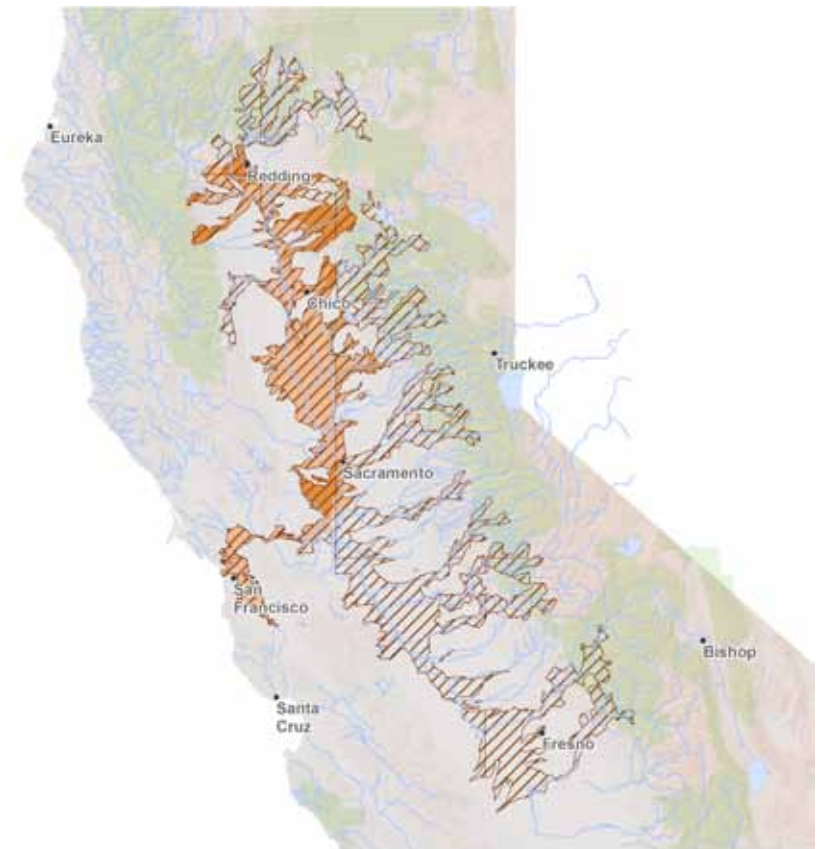 Eureka
Redding
Chico
Truckee
Sacramento
San
Francisco
Bishop
Santa
Cruz
Fresno